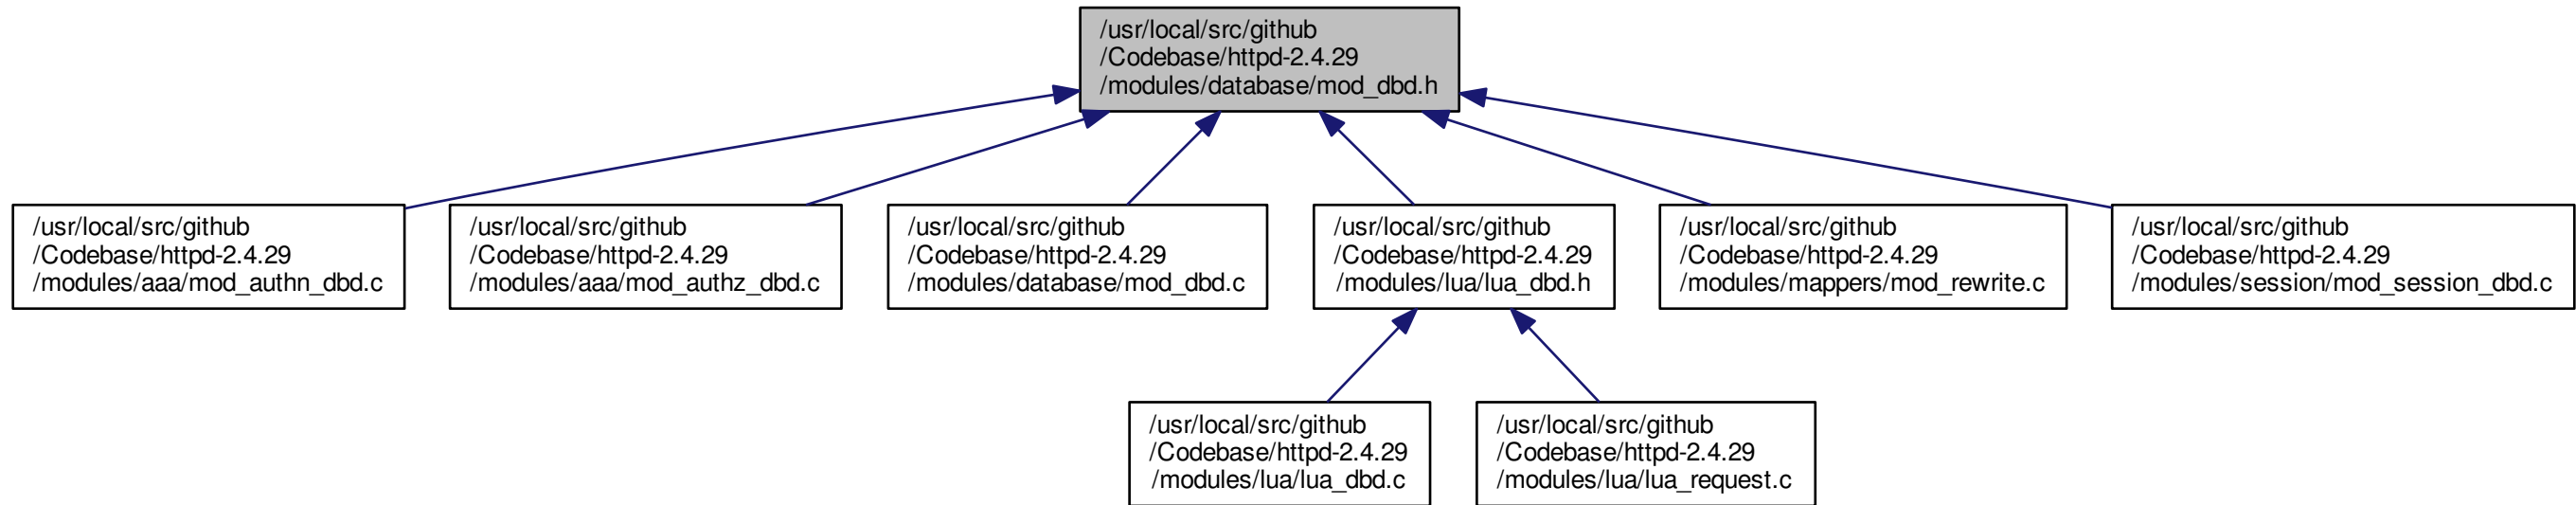 /usr/local/src/github
/Codebase/httpd-2.4.29
/modules/database/mod_dbd.h
/usr/local/src/github
/Codebase/httpd-2.4.29
/modules/aaa/mod_authn_dbd.c
/usr/local/src/github
/Codebase/httpd-2.4.29
/modules/aaa/mod_authz_dbd.c
/usr/local/src/github
/Codebase/httpd-2.4.29
/modules/database/mod_dbd.c
/usr/local/src/github
/Codebase/httpd-2.4.29
/modules/lua/lua_dbd.h
/usr/local/src/github
/Codebase/httpd-2.4.29
/modules/mappers/mod_rewrite.c
/usr/local/src/github
/Codebase/httpd-2.4.29
/modules/session/mod_session_dbd.c
/usr/local/src/github
/Codebase/httpd-2.4.29
/modules/lua/lua_dbd.c
/usr/local/src/github
/Codebase/httpd-2.4.29
/modules/lua/lua_request.c